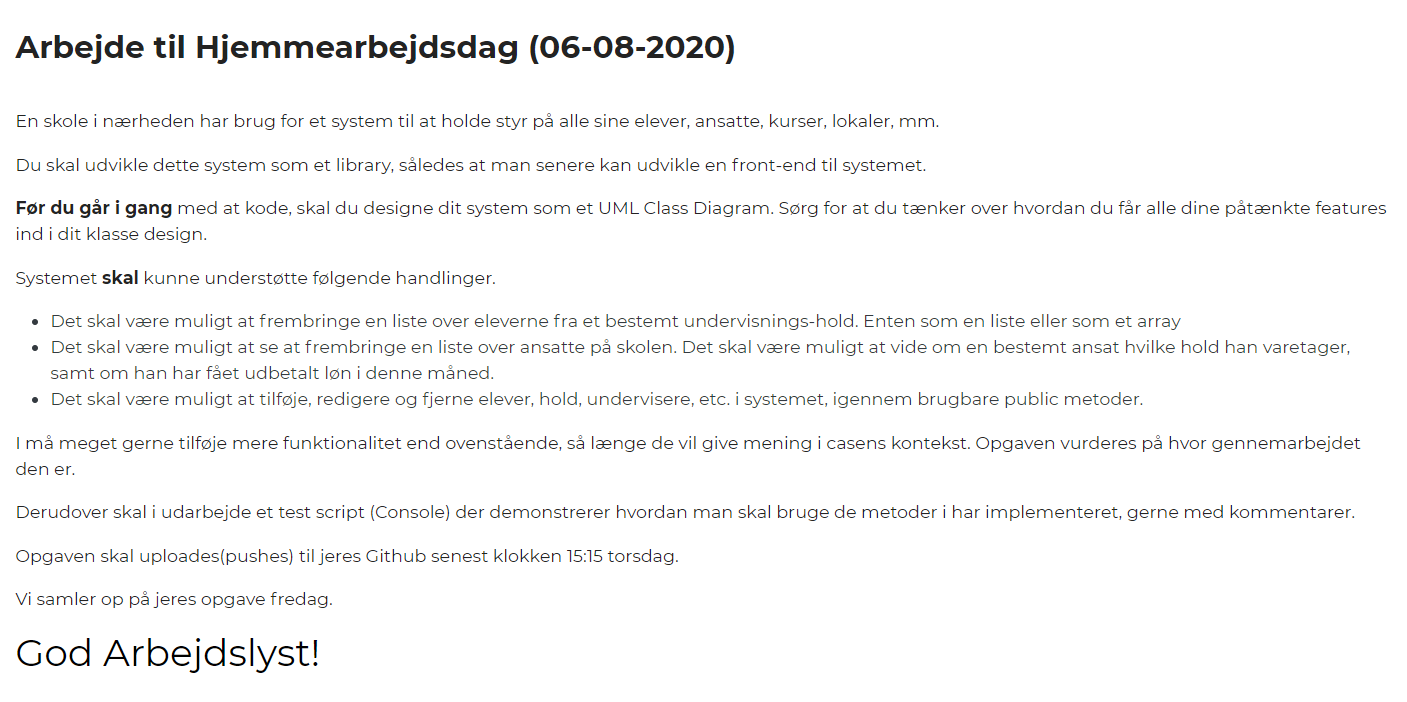 Arbejde til Hjemmearbejdsdag (06-08-2020)
En skole i nærheden har brug for et system til at holde styr på alle sine elever, ansatte, kurser, lokaler, mm.
Du skal udvikle dette system som et library, således at man senere kan udvikle en front-end til systemet.
Før du går i gang med at kode, skal du designe dit system som et UML Class Diagram. Sørg for at du tænker over hvordan du får alle dine påtænkte features
ind i dit klasse design.
Systemet skal kunne understøtte følgende handlinger.
• Det skal være muligt at frembringe en liste over eleverne fra et bestemt undervisnings-hold. Enten som en liste eller som et array
• Det skal være muligt at se at frembringe en liste over ansatte på skolen. Det skal være muligt at vide om en bestemt ansat hvilke hold han varetager,
samt om han har fået udbetalt løn i denne måned.
• Det skal være muligt at tilføje, redigere og fjerne elever, hold, undervisere, etc. i systemet, igennem brugbare public metoder.
I må meget gerne tilføje mere funktionalitet end ovenstående, så længe de vil give mening i casens kontekst. Opgaven vurderes på hvor gennemarbejdet
den er.
Derudover skal i udarbejde et test script (Console) der demonstrerer hvordan man skal bruge de metoder i har implementeret, gerne med kommentarer.
Opgaven skal uploades(pushes) til jeres Github senest klokken 15:15 torsdag.
Vi samler op på jeres opgave fredag.
God Arbejdslyst!